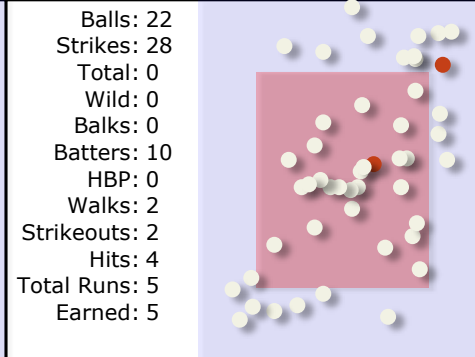 Balls: 22
Strikes: 28
Total: 0
Wild: 0
Balks: 0
Batters: 10
HBP: 0
Walks: 2
Strikeouts: 2
Hits: 4
Total Runs: 5
Earned: 5